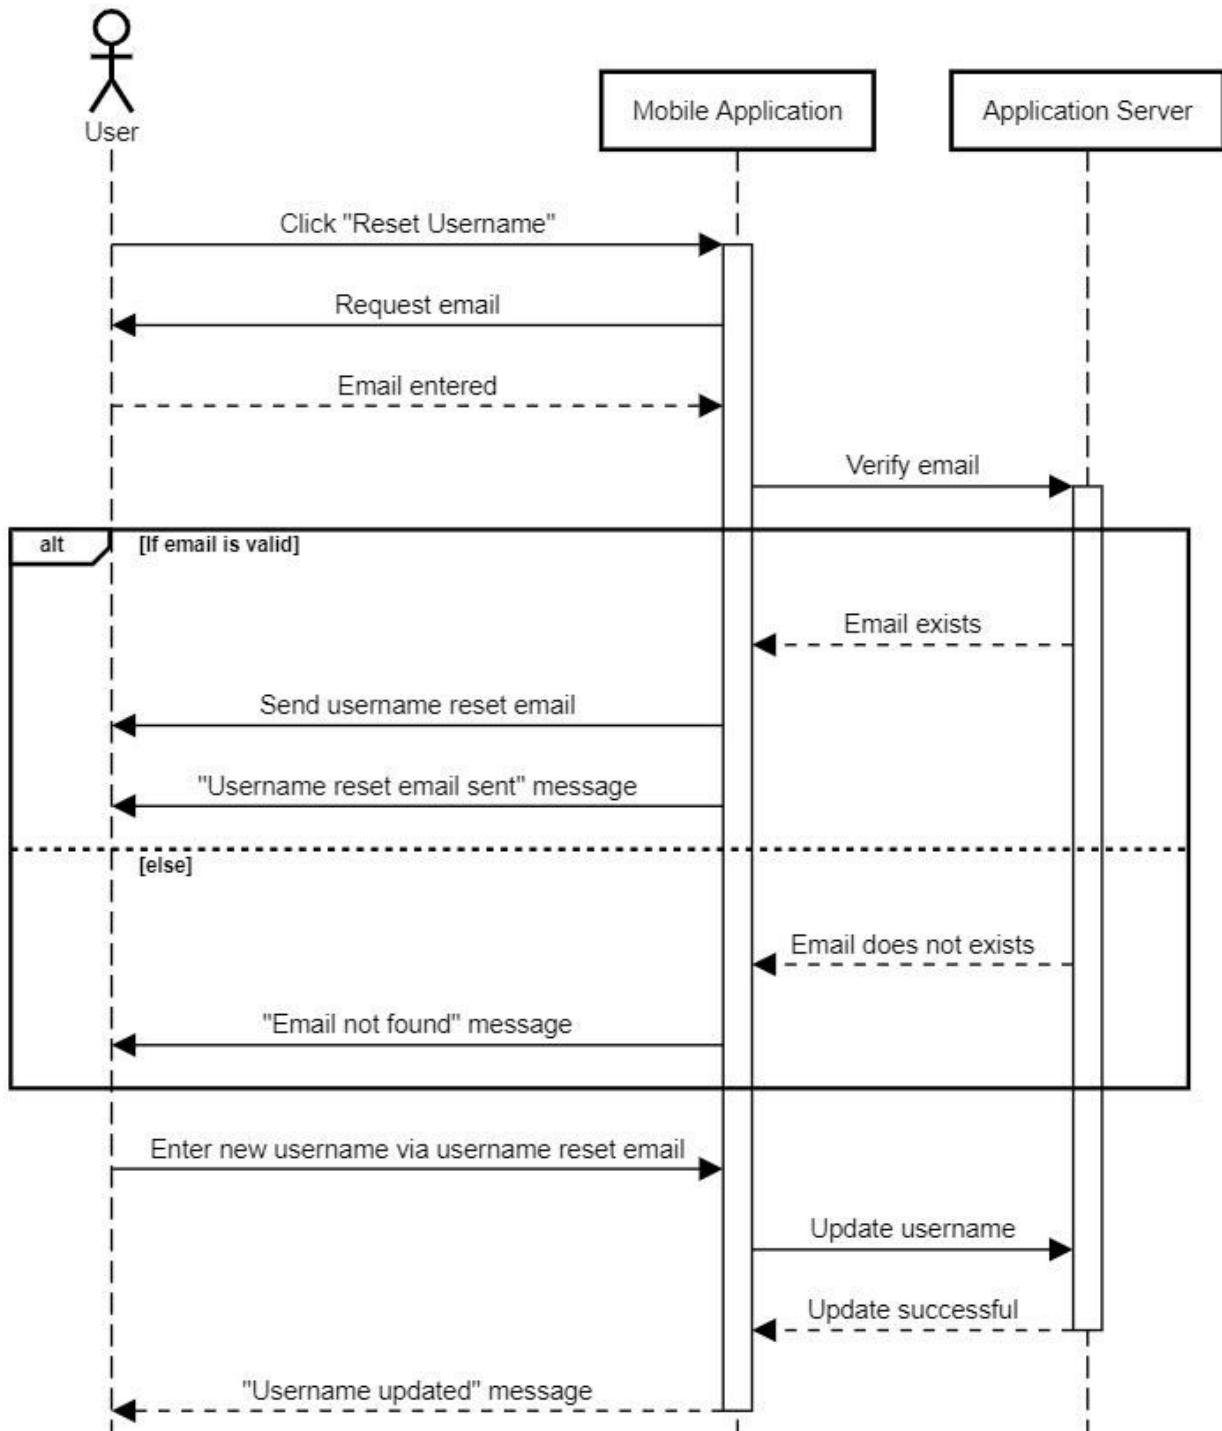 User
Mobile Application
Application Server
Click "Reset Username"
Request email
Email entered
Verify email
alt
[If email is valid]
Email exists
Send username reset email
"Username reset email sent" message
[else]
Email does not exists
"Email not found" message
Enter new username via username reset email
Update username
Update successful
"Username updated" message